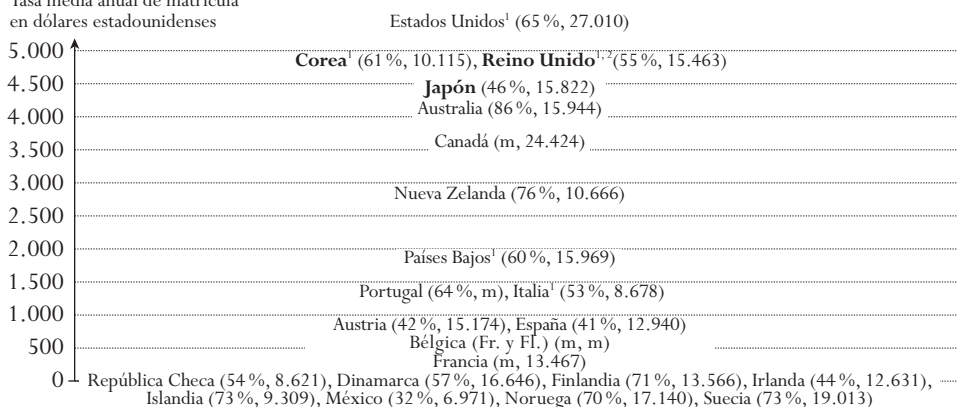 Tasa media anual de matrícula
en dólares estadounidenses
Estados Unidos¹ (65 %, 27.010)
5.000
Corea¹ (61 %, 10.115), Reino Unido¹,²(55 %, 15.463)
4.500
Japón (46 %, 15.822)
Australia (86 %, 15.944)
4.000
Canadá (m, 24.424)
3.500
3.000
Nueva Zelanda (76 %, 10.666)
2.500
2.000
Países Bajos¹ (60 %, 15.969)
1.500
Portugal (64 %, m), Italia¹ (53 %, 8.678)
1.000
Austria (42 %, 15.174), España (41 %, 12.940)
500
Bélgica (Fr. y Fl.) (m, m)
Francia (m, 13.467)
0
República Checa (54 %, 8.621), Dinamarca (57 %, 16.646), Finlandia (71 %, 13.566), Irlanda (44 %, 12.631),
Islandia (73 %, 9.309), México (32 %, 6.971), Noruega (70 %, 17.140), Suecia (73 %, 19.013)